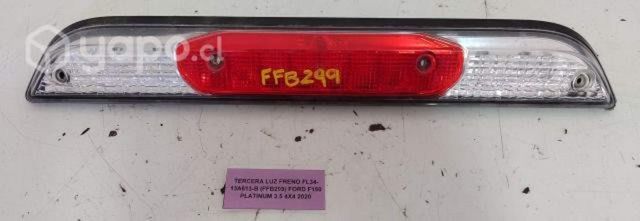 yapo.cl
FFB299
TERCERA LUZ FRENO FL34-
13A613-B (FFB299) FORD F150
PLATINUM 3.5 4X4 2020